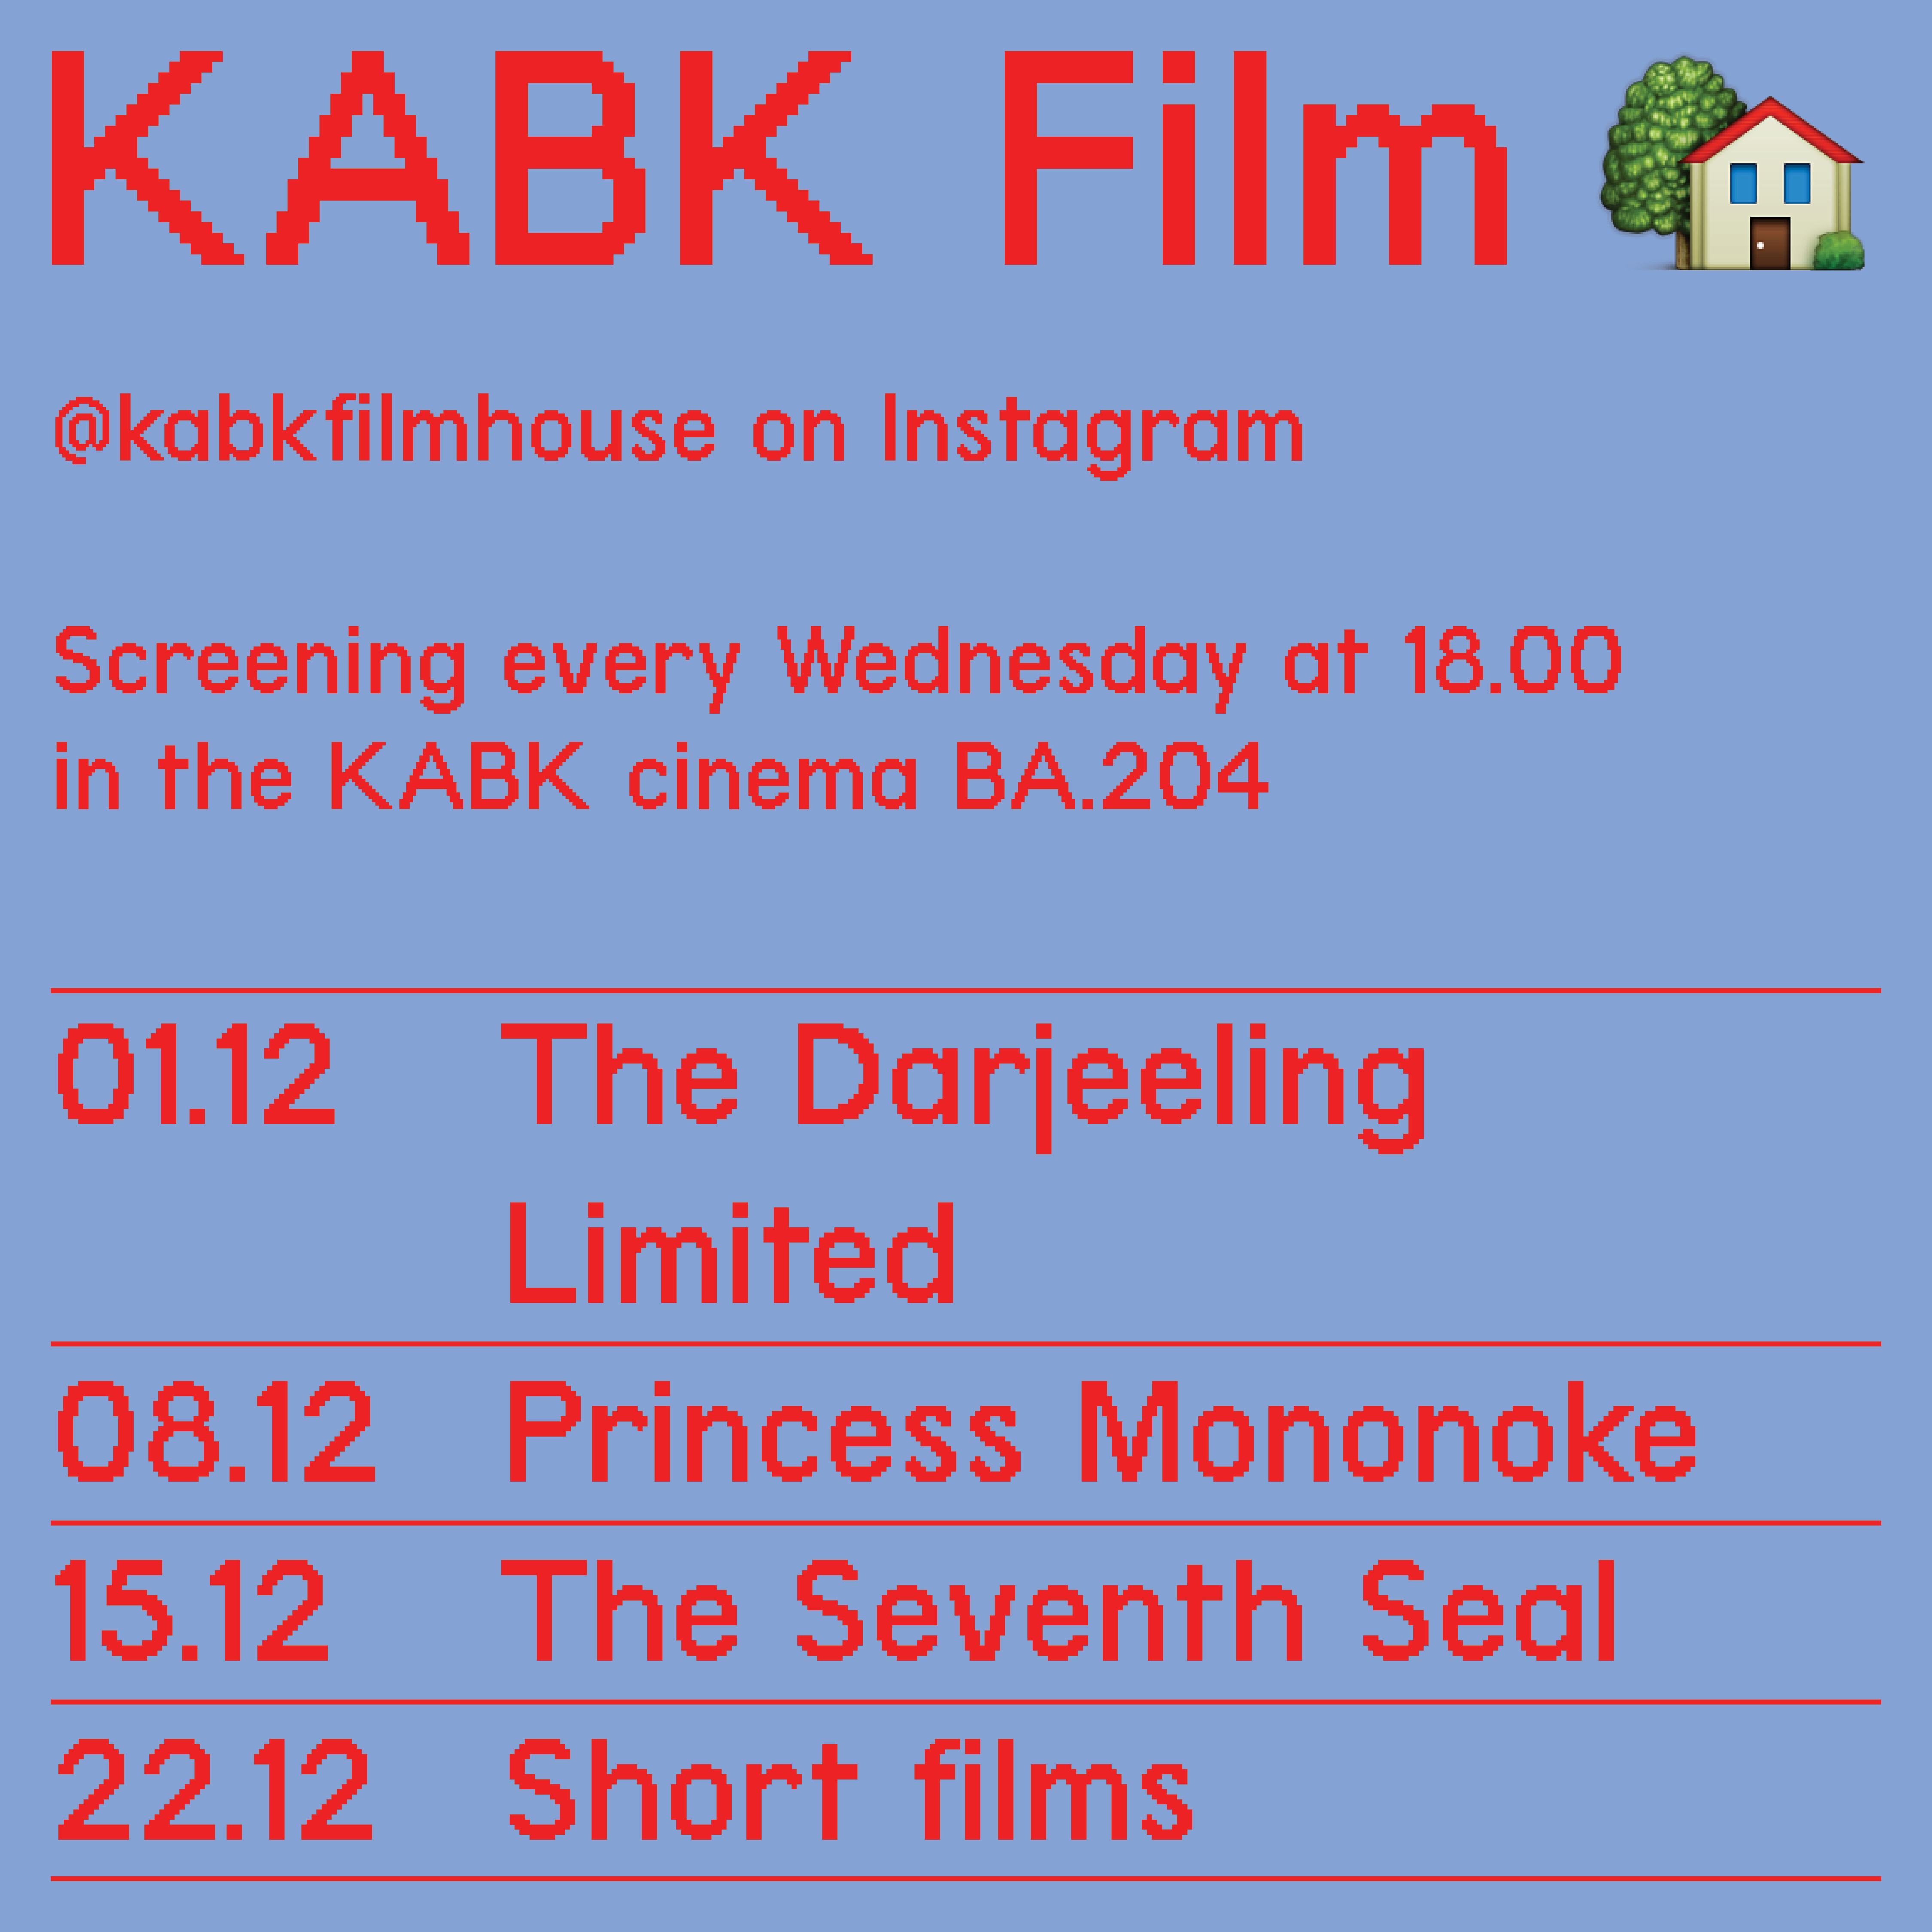 KABK Film
@kabkfilmhouse on Instagram
Screening every Wednesday at 18.00
in the KABK cinema BA.204
01.12 The Darjeeling
Limited
08.12 Princess Mononoke
15.12 The Seventh Seal
22.12 Short films